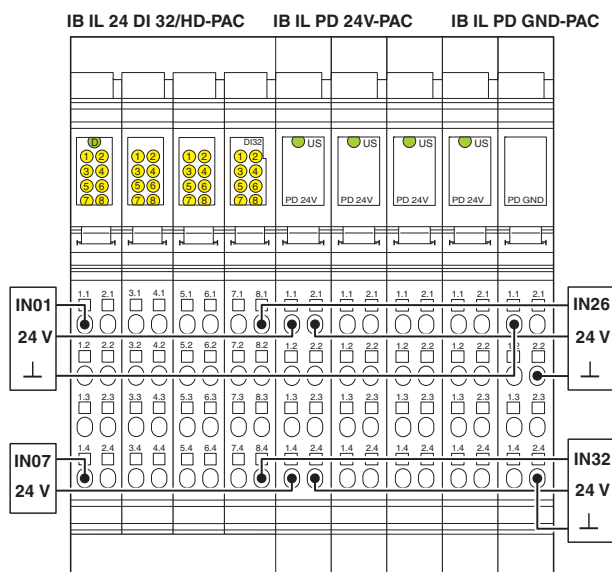 IB IL 24 DI 32/HD-PAC IB IL PD 24V-PAC IB IL PD GND-PAC
D DI32 US US US US
1 2 1 2 1 2 1 2
3 4 3 4 3 4 3 4
5 6 5 6 5 6 5 6
7 8 7 8 7 8 7 8 PD 24V PD 24V PD 24V PD 24V PD GND
1.1 2.1 3.1 4.1 5.1 6.1 7.1 8.1 1.1 2.1 1.1 2.1 1.1 2.1 1.1 2.1 1.1 2.1
IN01 IN26
24 V 24 V
1.2 2.2 3.2 4.2 5.2 6.2 7.2 8.2 1.2 2.2 1.2 2.2 1.2 2.2 1.2 2.2 1.2 2.2
1.3 2.3 3.3 4.3 5.3 6.3 7.3 8.3 1.3 2.3 1.3 2.3 1.3 2.3 1.3 2.3 1.3 2.3
1.4 2.4 3.4 4.4 5.4 6.4 7.4 8.4 1.4 2.4 1.4 2.4 1.4 2.4 1.4 2.4 1.4 2.4
IN07 IN32
24 V 24 V